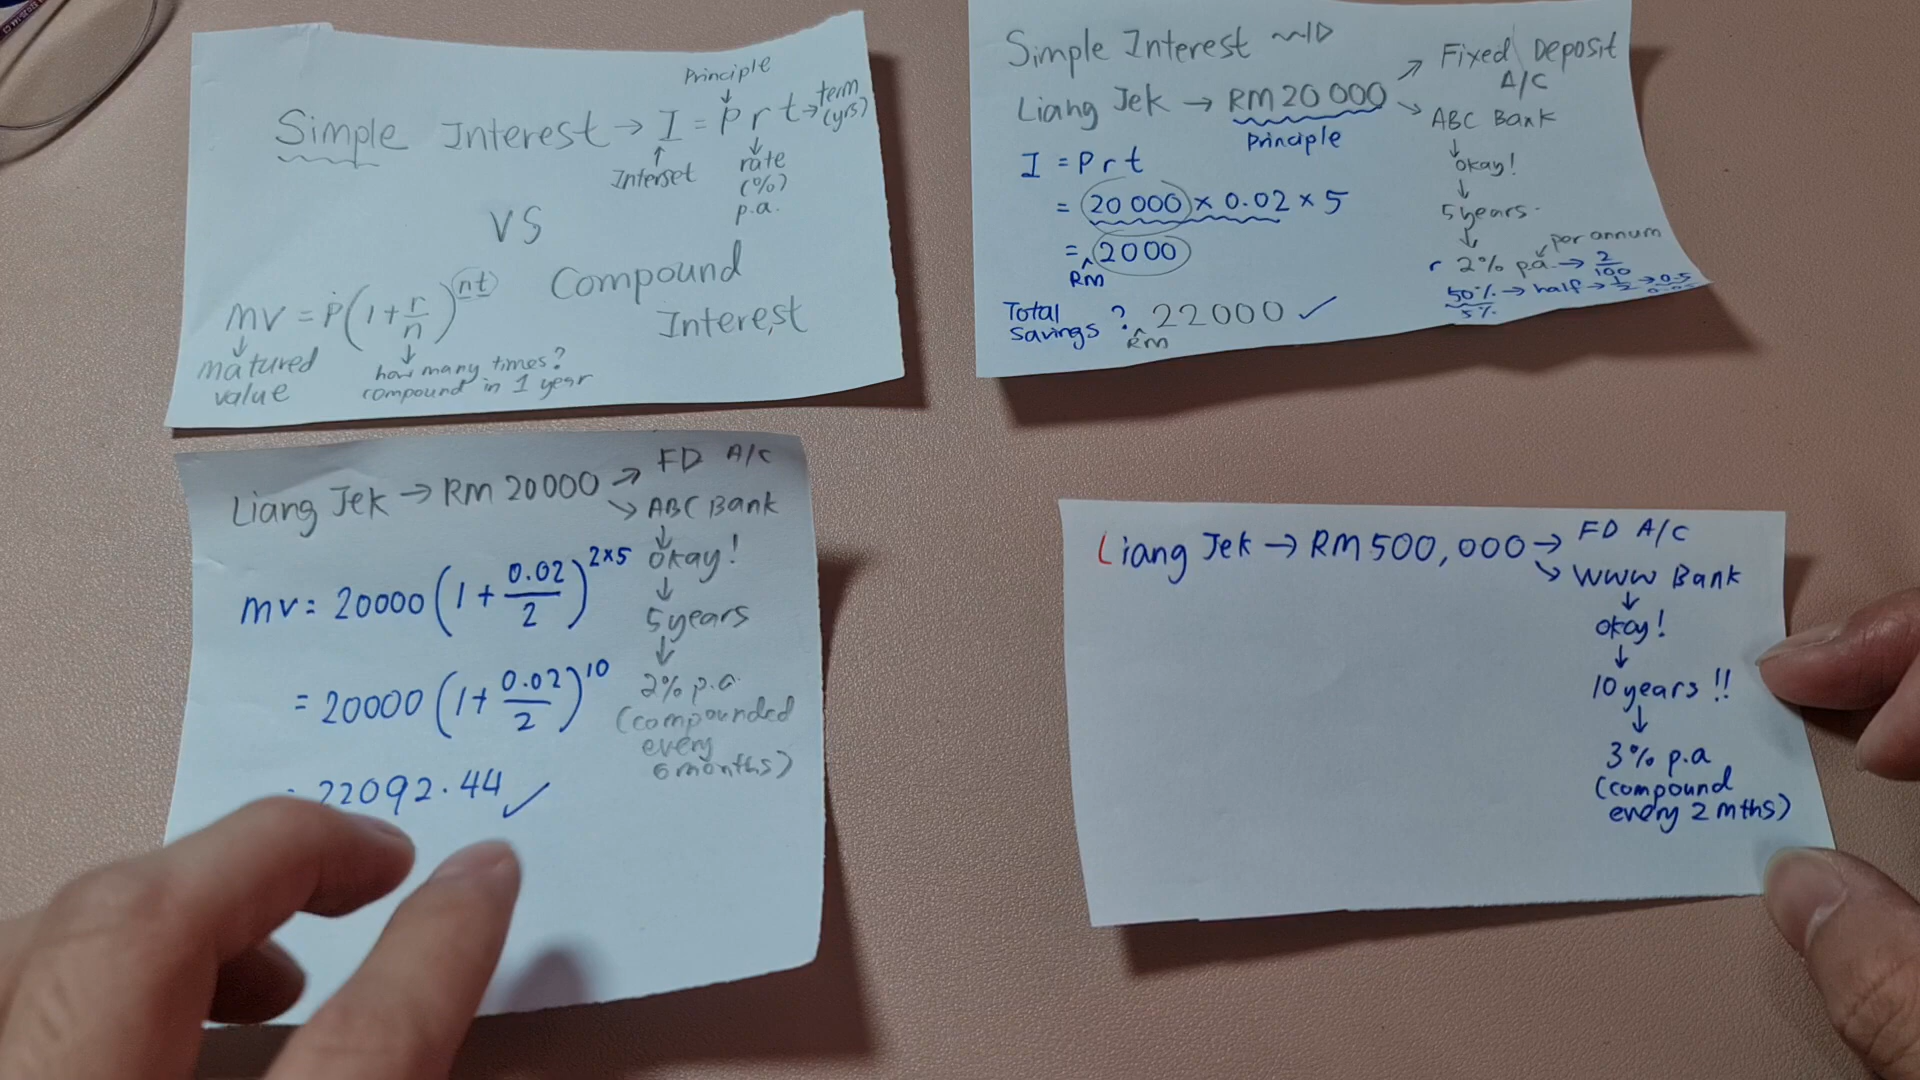 Principle
Simple Interest → I = P r t → term (yrs)
Interset
rate
(%)
p.a.
VS
Compound
Interest
mv = P(1 + r/n)^nt
matured
value
how many times?
compound in 1 year
Simple Interest
Liang Jek → RM 20 000 → Fixed Deposit
A/C
ABC Bank
Principle
okay!
5 years
per annum
r 2% p.a. → 2/100
50% → half → 1/2 → 0.5
5%
I = P r t
= 20 000 × 0.02 × 5
= 2000
RM
Total
savings ? 22000 ✓
RM
Liang Jek → RM 20000 → FD A/C
ABC Bank
okay!
5 years
2% p.a.
(compounded
every
6 months)
mv = 20000 (1 + 0.02/2)^2×5
= 20000 (1 + 0.02/2)^10
22092.44 ✓
Liang Jek → RM 500,000 → FD A/C
WWW Bank
okay!
10 years !!
3% p.a
(compound
every 2 mths)